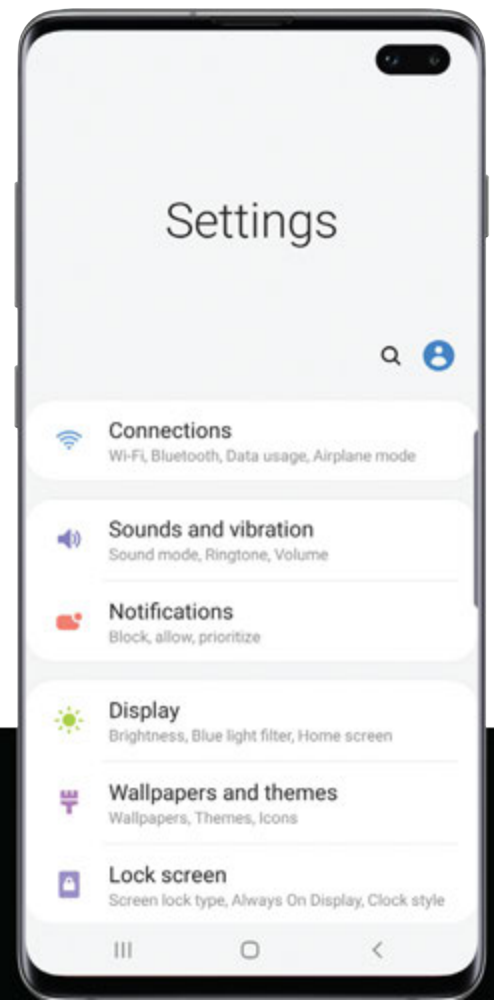 Settings
Connections
Wi-Fi, Bluetooth, Data usage, Airplane mode
Sounds and vibration
Sound mode, Ringtone, Volume
Notifications
Block, allow, prioritize
Display
Brightness, Blue light filter, Home screen
Wallpapers and themes
Wallpapers, Themes, Icons
Lock screen
Screen lock type, Always On Display, Clock style